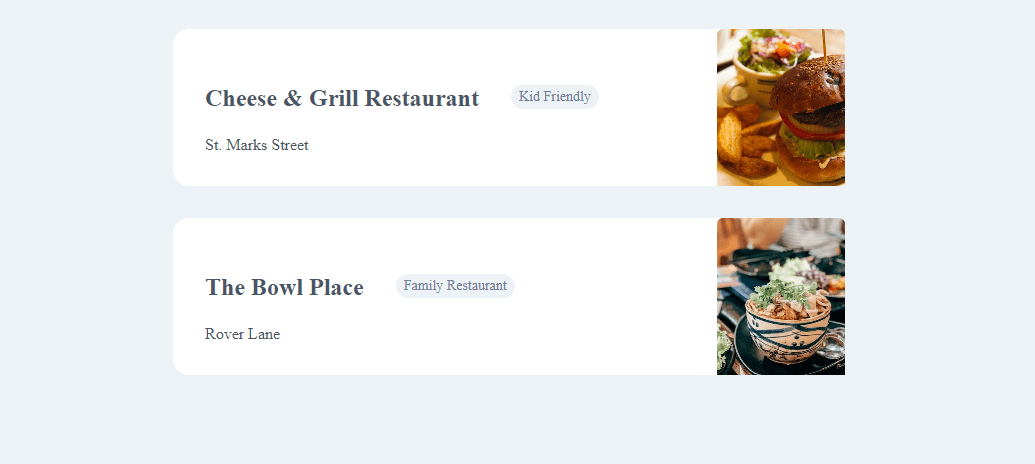 Cheese & Grill Restaurant Kid Friendly
St. Marks Street
The Bowl Place Family Restaurant
Rover Lane